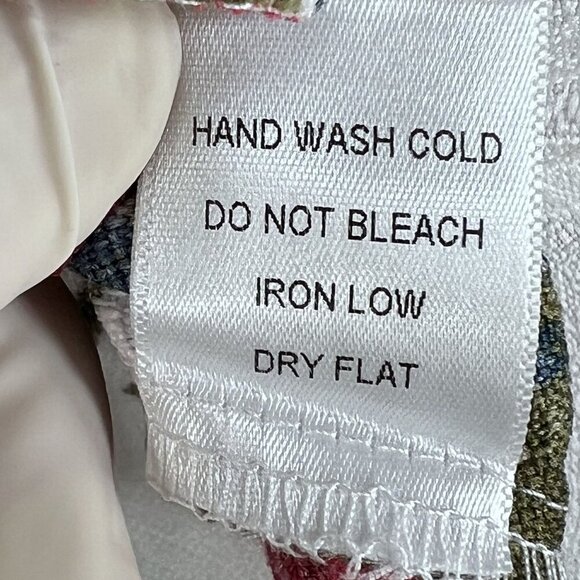 HAND WASH COLD
DO NOT BLEACH
IRON LOW
DRY FLAT